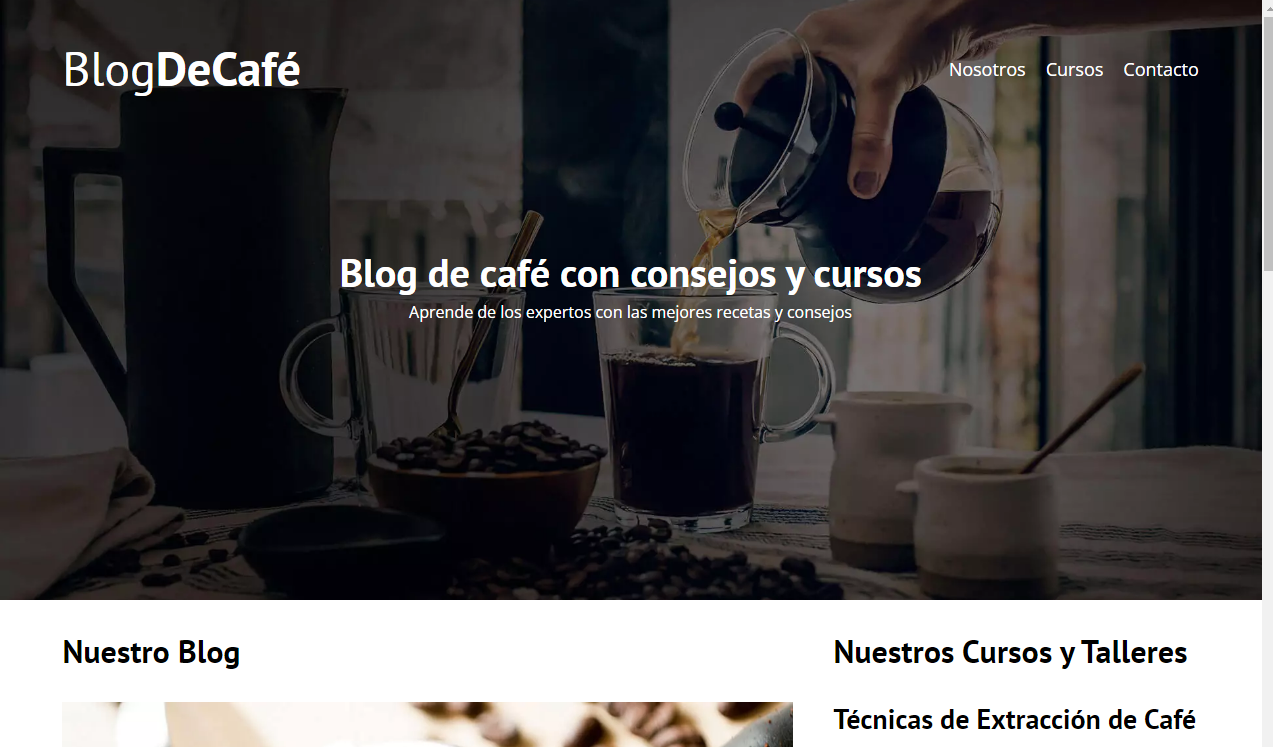 BlogDeCafé
Nosotros Cursos Contacto
Blog de café con consejos y cursos
Aprende de los expertos con las mejores recetas y consejos
Nuestro Blog
Nuestros Cursos y Talleres
Técnicas de Extracción de Café